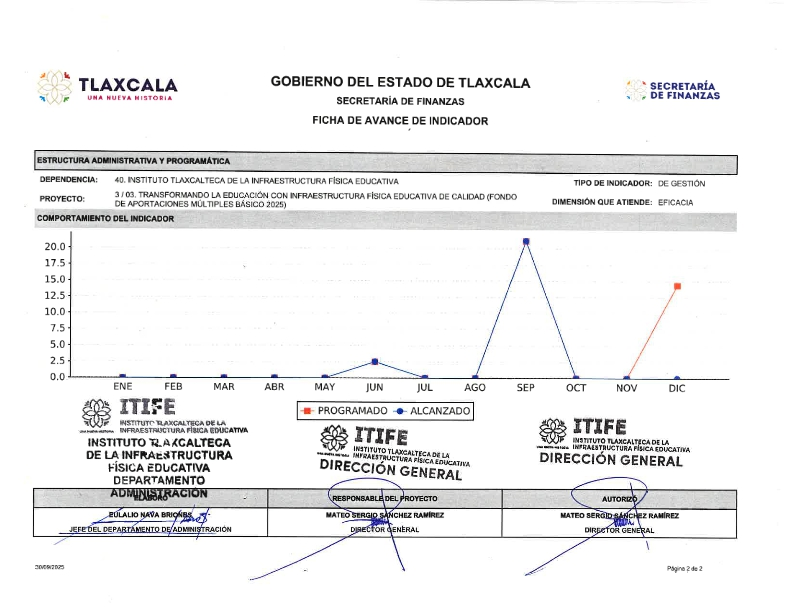 TLAXCALA
UNA NUEVA HISTORIA
GOBIERNO DEL ESTADO DE TLAXCALA
SECRETARÍA DE FINANZAS
FICHA DE AVANCE DE INDICADOR
SECRETARÍA
DE FINANZAS
ESTRUCTURA ADMINISTRATIVA Y PROGRAMÁTICA
DEPENDENCIA: 40. INSTITUTO TLAXCALTECA DE LA INFRAESTRUCTURA FÍSICA EDUCATIVA
TIPO DE INDICADOR: DE GESTIÓN
PROYECTO: 3 / 03. TRANSFORMANDO LA EDUCACIÓN CON INFRAESTRUCTURA FÍSICA EDUCATIVA DE CALIDAD (FONDO
DE APORTACIONES MÚLTIPLES BÁSICO 2025)
DIMENSIÓN QUE ATIENDE: EFICACIA
COMPORTAMIENTO DEL INDICADOR
20.0
17.5
15.0
12.5
10.0
7.5
5.0
2.5
0.0
ENE FEB MAR ABR MAY JUN JUL AGO SEP OCT NOV DIC
PROGRAMADO ALCANZADO
ITIFE
INSTITUTO TLAXCALTECA DE LA
INFRAESTRUCTURA FÍSICA EDUCATIVA
INSTITUTO TLAXCALTECA
DE LA INFRAESTRUCTURA
FÍSICA EDUCATIVA
DEPARTAMENTO
ADMINISTRACIÓN
ITIFE
INSTITUTO TLAXCALTECA DE LA
INFRAESTRUCTURA FÍSICA EDUCATIVA
DIRECCIÓN GENERAL
ITIFE
INSTITUTO TLAXCALTECA DE LA
INFRAESTRUCTURA FÍSICA EDUCATIVA
DIRECCIÓN GENERAL
ELABORÓ
RESPONSABLE DEL PROYECTO
AUTORIZÓ
EULALIO NAVA BRIONES
MATEO SERGIO SÁNCHEZ RAMÍREZ
MATEO SERGIO SÁNCHEZ RAMÍREZ
JEFE DEL DEPARTAMENTO DE ADMINISTRACIÓN
DIRECTOR GENERAL
DIRECTOR GENERAL
30/09/2025
Página 2 de 2